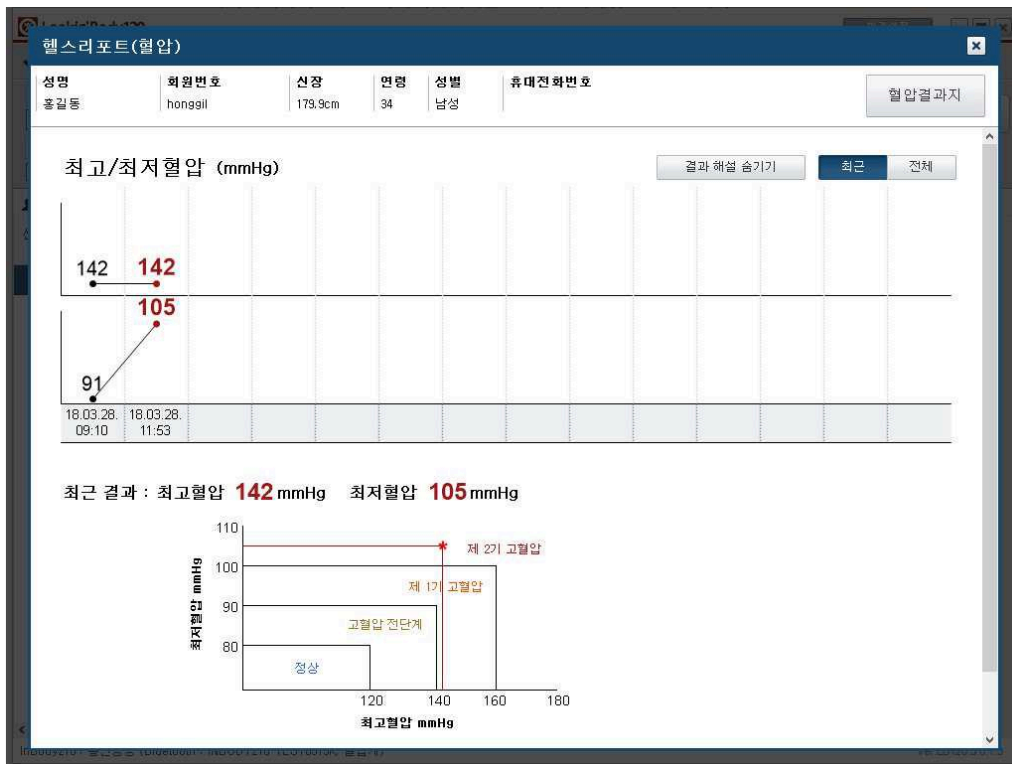 헬스리포트(혈압)
성명 회원번호 신장 연령 성별 휴대전화번호
홍길동 honggil 179.9cm 34 남성
혈압결과지
최고/최저혈압 (mmHg)
결과 해설 숨기기 최근 전체
142 142
105
91
18.03.28. 18.03.28.
09:10 11:53
최근 결과 : 최고혈압 142 mmHg 최저혈압 105 mmHg
110
제 2기 고혈압
100
제 1기 고혈압
90
고혈압 전단계
80
정상
최저혈압 mmHg
120 140 160 180
최고혈압 mmHg